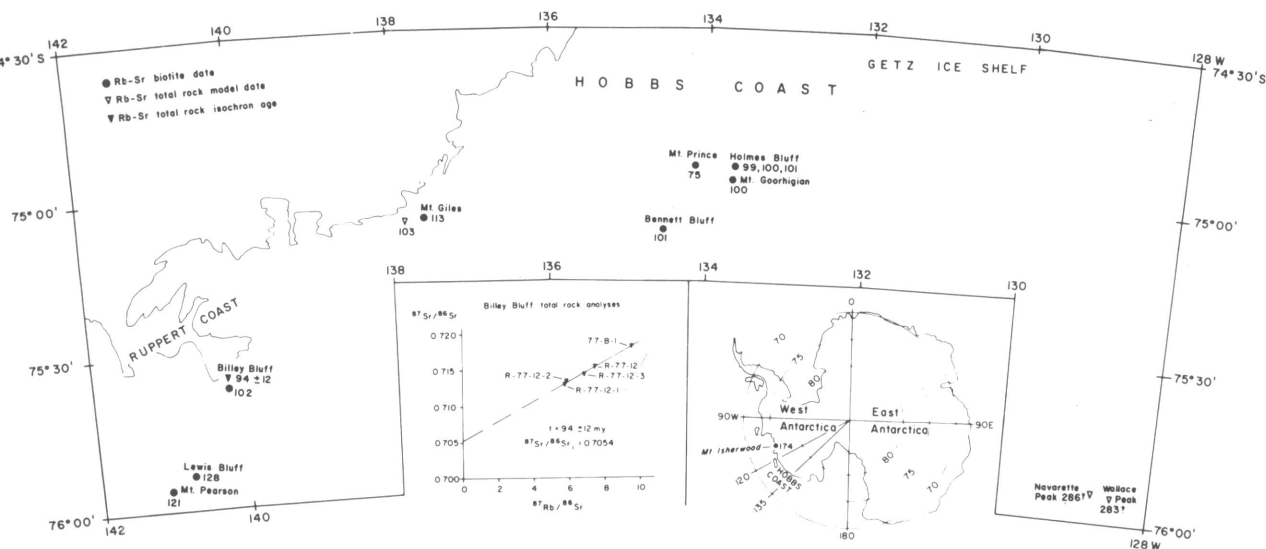 142
140
138
136
134
132
130
128 W
4°30'S
74°30'S
● Rb-Sr biotite date
▽ Rb-Sr total rock model date
▼ Rb-Sr total rock isochron age
HOBBS COAST
GETZ ICE SHELF
Mt. Prince
75
Holmes Bluff
99,100,101
Mt. Goorhigian
100
Bennett Bluff
101
Mt. Giles
113
103
75°00'
75°00'
RUPPERT COAST
75°30'
75°30'
Billey Bluff
94 ±12
102
Lewis Bluff
128
Mt. Pearson
121
76°00'
142
140
138
136
134
132
130
Billey Bluff total rock analyses
87Sr/86Sr
0.720
0.715
0.710
0.705
0.700
77-B-1
R-77-12
R-77-12-3
R-77-12-2
R-77-12-1
t = 94 ±12 my
87Sr/86Sr, = 0.7054
0 2 4 6 8 10
87Rb/86Sr
0
70
75
80
90W
West Antarctica
East Antarctica
90E
Mt Isherwood
174
120
HOBBS COAST
135
180
80
75
70
Navarette Peak 286†
Wallace Peak
283†
76°00'
128 W